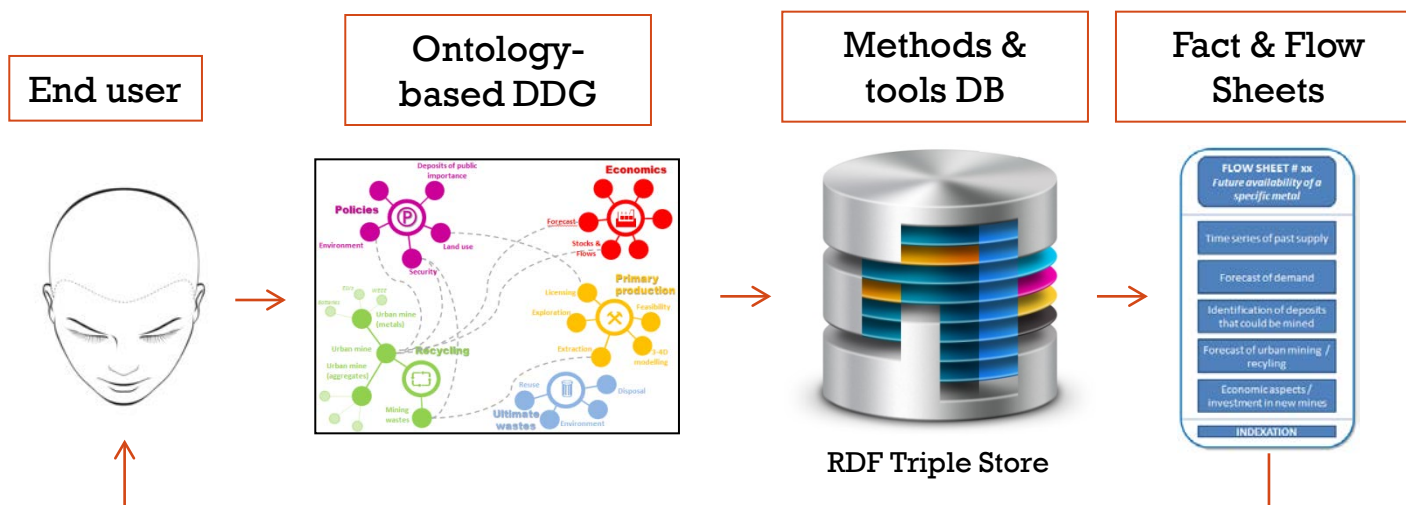 End user
Ontology-
based DDG
Methods &
tools DB
Fact & Flow
Sheets
Deposits of public
importance
Policies
Environment
Land use
Security
Economics
Forecast
Stocks &
Flows
Primary
production
Licensing
Feasibility
Exploration
Extraction
3-4D
modelling
WEEE
Urban mine
(metals)
Urban mine
Recycling
Urban mine
(aggregates)
Mining
wastes
Reuse
Disposal
Ultimate
wastes
Environment
RDF Triple Store
FLOW SHEET # xx
Future availability of a
specific metal
Time series of past supply
Forecast of demand
Identification of deposits
that could be mined
Forecast of urban mining /
recyling
Economic aspects /
investment in new mines
INDEXATION